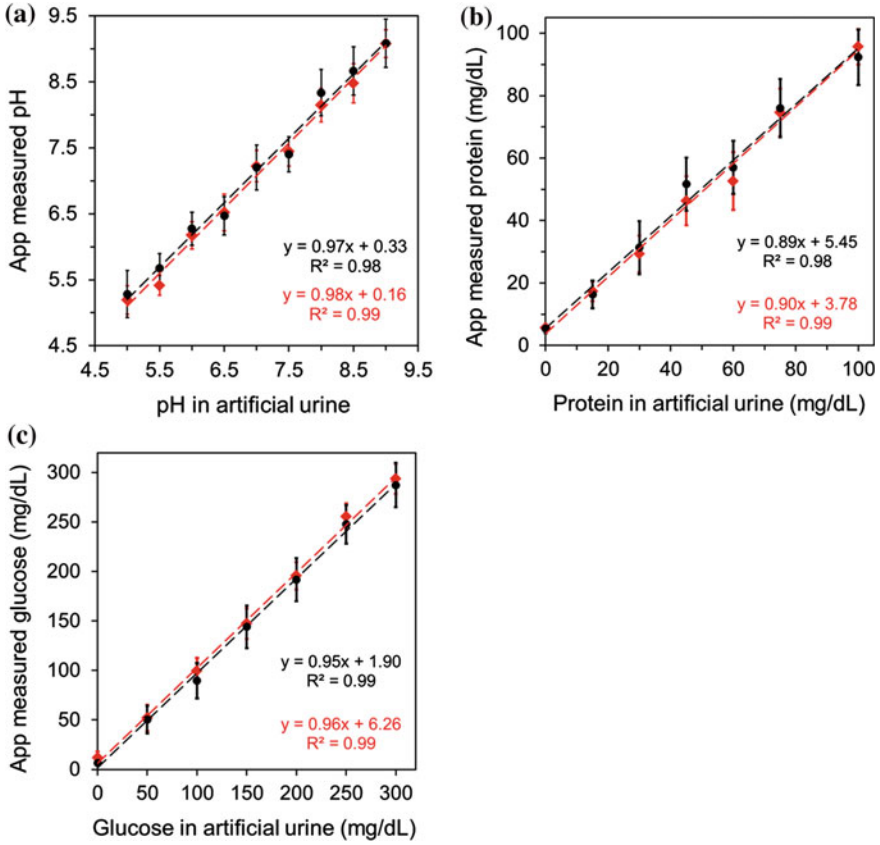 (a)
9.5
8.5
7.5
6.5
5.5
4.5
App measured pH
y = 0.97x + 0.33
R² = 0.98
y = 0.98x + 0.16
R² = 0.99
4.5 5.5 6.5 7.5 8.5 9.5
pH in artificial urine
(b)
100
80
60
40
20
0
App measured protein (mg/dL)
y = 0.89x + 5.45
R² = 0.98
y = 0.90x + 3.78
R² = 0.99
0 20 40 60 80 100
Protein in artificial urine (mg/dL)
(c)
300
250
200
150
100
50
0
App measured glucose (mg/dL)
y = 0.95x + 1.90
R² = 0.99
y = 0.96x + 6.26
R² = 0.99
0 50 100 150 200 250 300
Glucose in artificial urine (mg/dL)